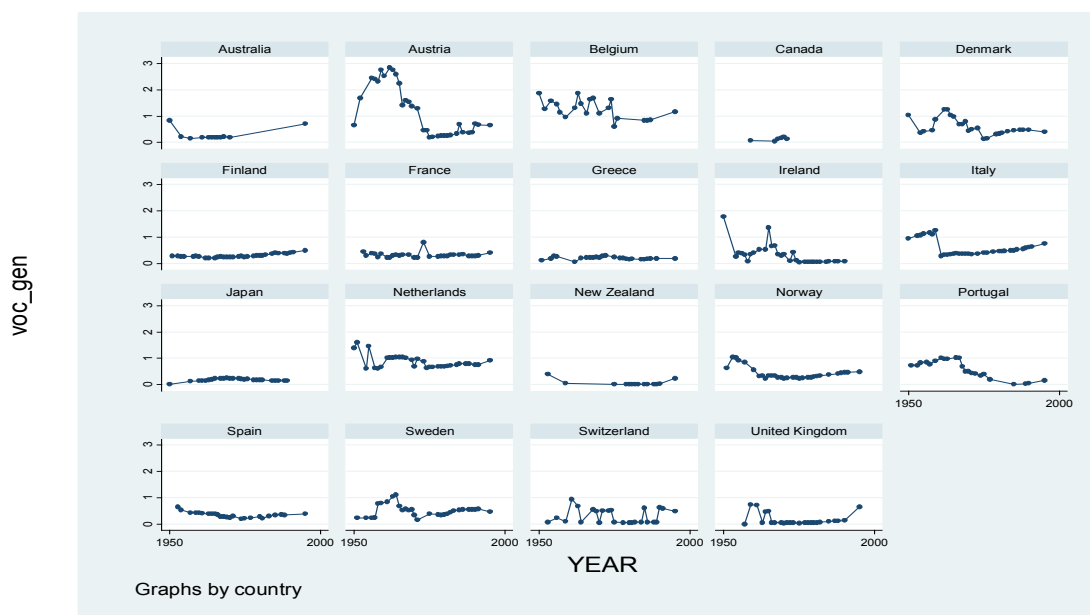 voc_gen
Australia Austria Belgium Canada Denmark
3
2
1
0
Finland France Greece Ireland Italy
3
2
1
0
Japan Netherlands New Zealand Norway Portugal
3
2
1
0
1950 2000
Spain Sweden Switzerland United Kingdom
3
2
1
0
1950 2000 1950 2000 1950 2000 1950 2000
YEAR
Graphs by country